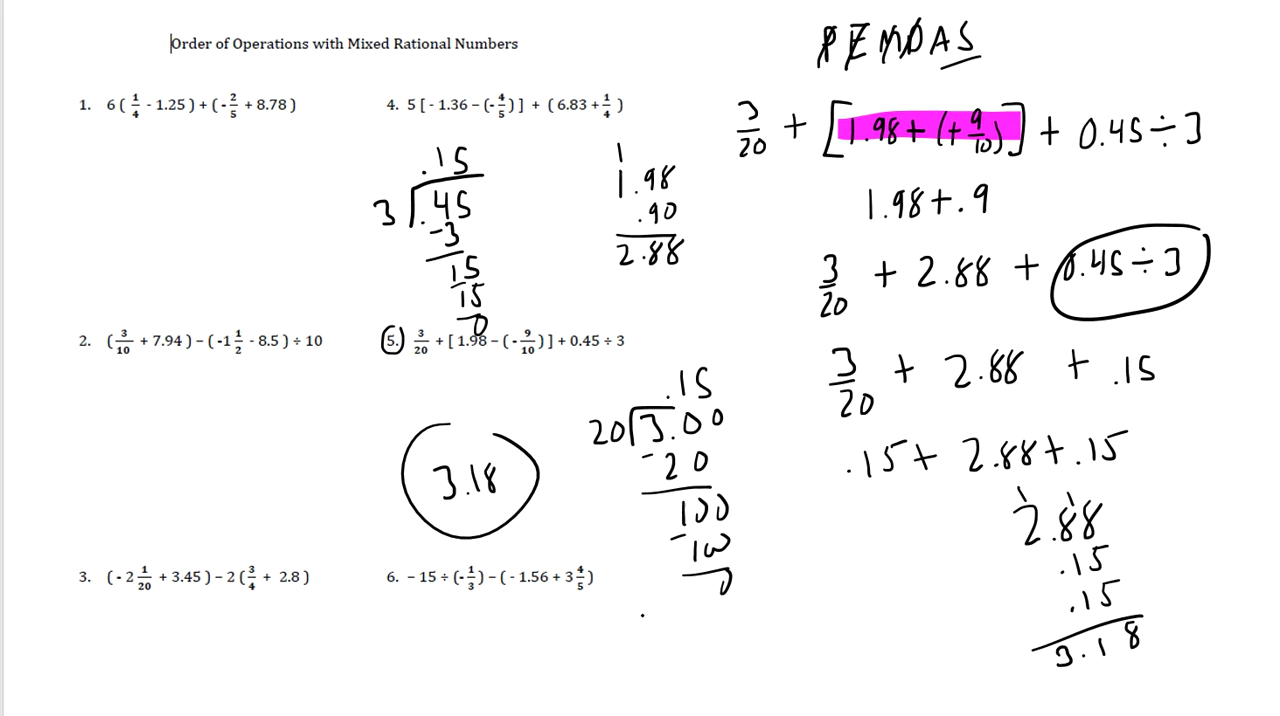 Order of Operations with Mixed Rational Numbers
PEMDAS
1. 6 ( 1/4 - 1.25 ) + (- 2/5 + 8.78 )
4. 5 [ - 1.36 − (- 4/5 )] + ( 6.83 + 1/4 )
3/20 + [1.98 + (+ 9/10)] + 0.45 ÷ 3
.15
3 .45
-3
15
15
0
1
1.98
.90
2.88
1.98 + .9
3/20 + 2.88 + 0.45 ÷ 3
2. ( 3/10 + 7.94 ) − (-1 1/2 - 8.5 ) ÷ 10
5. 3/20 + [ 1.98 − (- 9/10 )] + 0.45 ÷ 3
3/20 + 2.88 + .15
.15
20 3.00
-20
100
-100
0
3.18
.15 + 2.88 + .15
1 1
2.88
.15
.15
3.18
3. (- 2 1/20 + 3.45 ) − 2 ( 3/4 + 2.8 )
6. − 15 ÷ (- 1/3 ) − ( - 1.56 + 3 4/5 )